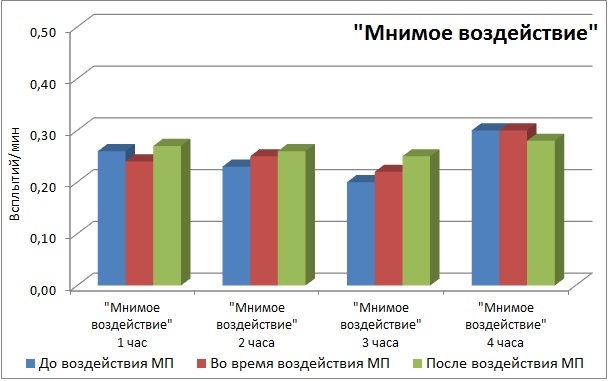 "Мнимое воздействие"
0,50
0,40
0,30
0,20
0,10
0,00
Всплытий/мин
"Мнимое
воздействие"
1 час
"Мнимое
воздействие"
2 часа
"Мнимое
воздействие"
3 часа
"Мнимое
воздействие"
4 часа
До воздействия МП
Во время воздействия МП
После воздействия МП